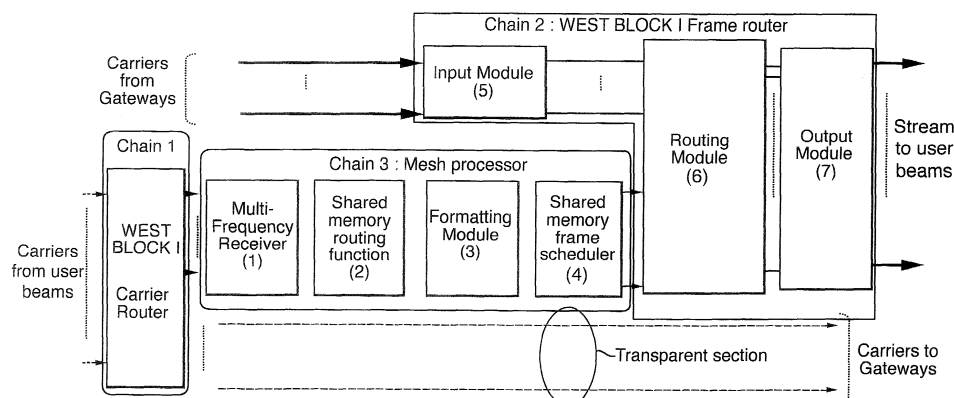 Chain 2 : WEST BLOCK I Frame router
Carriers
from
Gateways
Input Module
(5)
Routing
Module
(6)
Output
Module
(7)
Stream
to user
beams
Chain 1
WEST
BLOCK I
Carrier
Router
Carriers
from user
beams
Chain 3 : Mesh processor
Multi-
Frequency
Receiver
(1)
Shared
memory
routing
function
(2)
Formatting
Module
(3)
Shared
memory
frame
scheduler
(4)
Transparent section
Carriers to
Gateways